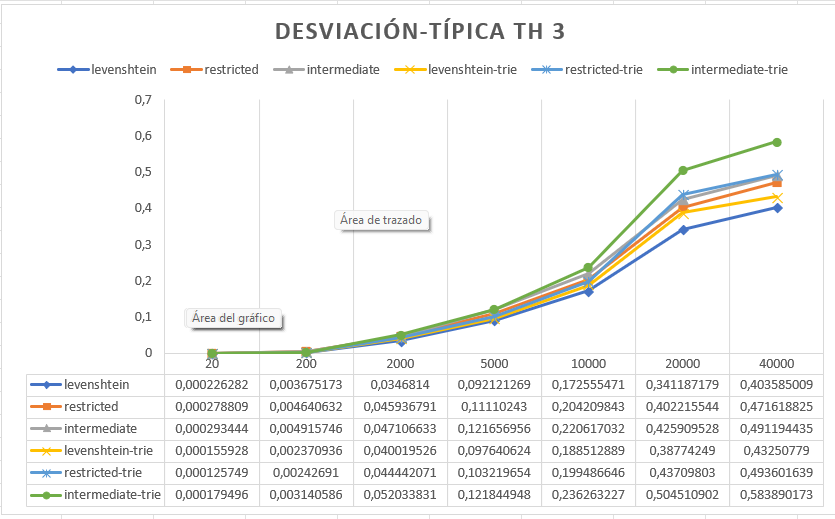 DESVIACIÓN-TÍPICA TH 3
levenshtein restricted intermediate levenshtein-trie restricted-trie intermediate-trie
0,7
0,6
0,5
0,4
Área de trazado
0,3
0,2
Área del gráfico
0,1
0
20 200 2000 5000 10000 20000 40000
levenshtein 0,000226282 0,003675173 0,0346814 0,092121269 0,172555471 0,341187179 0,403585009
restricted 0,000278809 0,004640632 0,045936791 0,11110243 0,204209843 0,402215544 0,471618825
intermediate 0,000293444 0,004915746 0,047106633 0,121656956 0,220617032 0,425909528 0,491194435
levenshtein-trie 0,000155928 0,002370936 0,040019526 0,097640624 0,188512889 0,38774249 0,43250779
restricted-trie 0,000125749 0,00242691 0,044442071 0,103219654 0,199486646 0,43709803 0,493601639
intermediate-trie 0,000179496 0,003140586 0,052033831 0,121844948 0,236263227 0,504510902 0,583890173